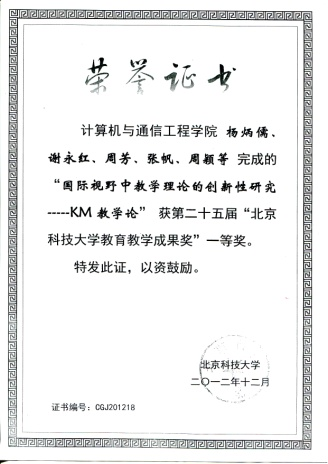 荣誉证书
计算机与通信工程学院 杨炳儒、
谢永红、周芳、张帆、周颖等 完成的
“国际视野中教学理论的创新性研究
-----KM 教学论” 获第二十五届“北京
科技大学教育教学成果奖”一等奖。
特发此证，以资鼓励。
北京科技大学
二〇一二年十二月
证书编号：CGJ201218